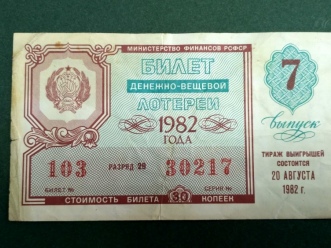 МИНИСТЕРСТВО ФИНАНСОВ РСФСР
БИЛЕТ
ДЕНЕЖНО-ВЕЩЕВОЙ
ЛОТЕРЕИ
1982
ГОДА
103 РАЗРЯД 28 30217
БИЛЕТ № СЕРИЯ №
СТОИМОСТЬ БИЛЕТА 30 КОПЕЕК
7
Выпуск
ТИРАЖ ВЫИГРЫШЕЙ
СОСТОИТСЯ
20 АВГУСТА
1982 г.